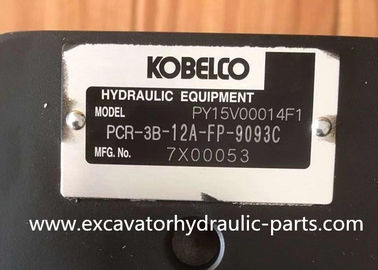 KOBELCO
HYDRAULIC EQUIPMENT
MODEL PY15V00014F1
PCR-3B-12A-FP-9093C
MFG. No. 7X00053
www.excavatorhydraulic-parts.com